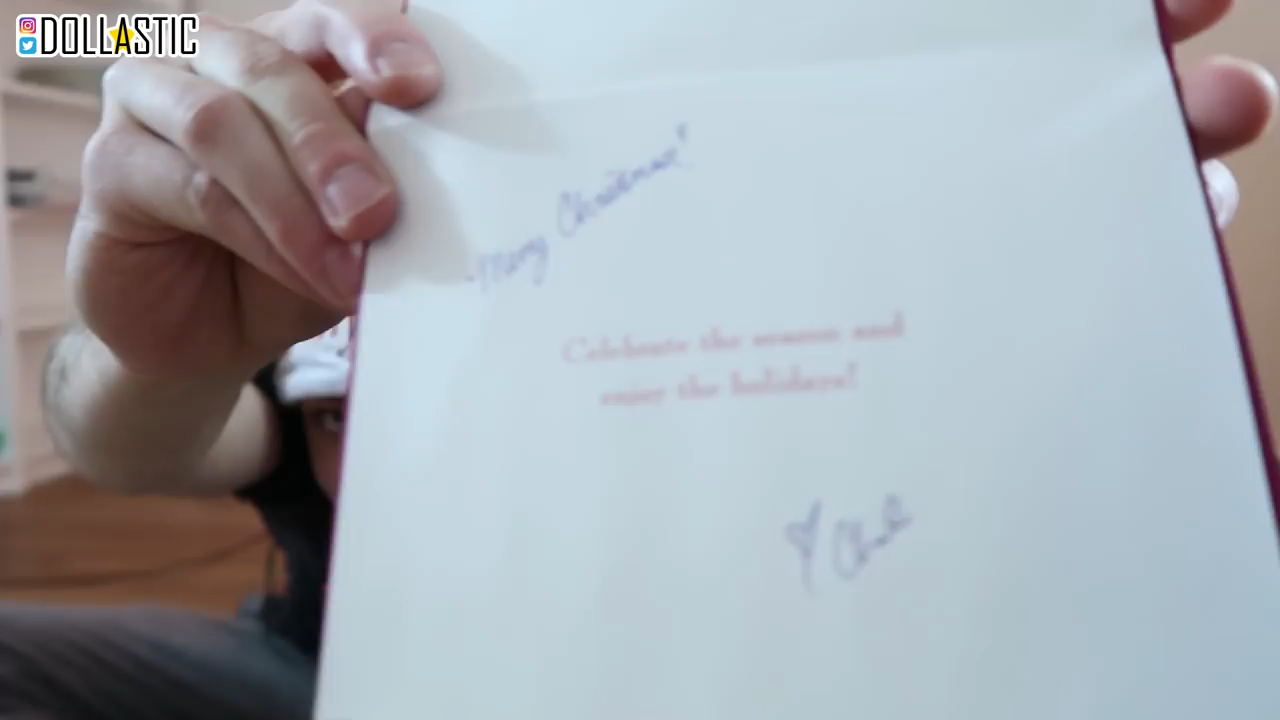 DOLLASTIC
Merry Christmas!
Celebrate the season and
enjoy the holidays!